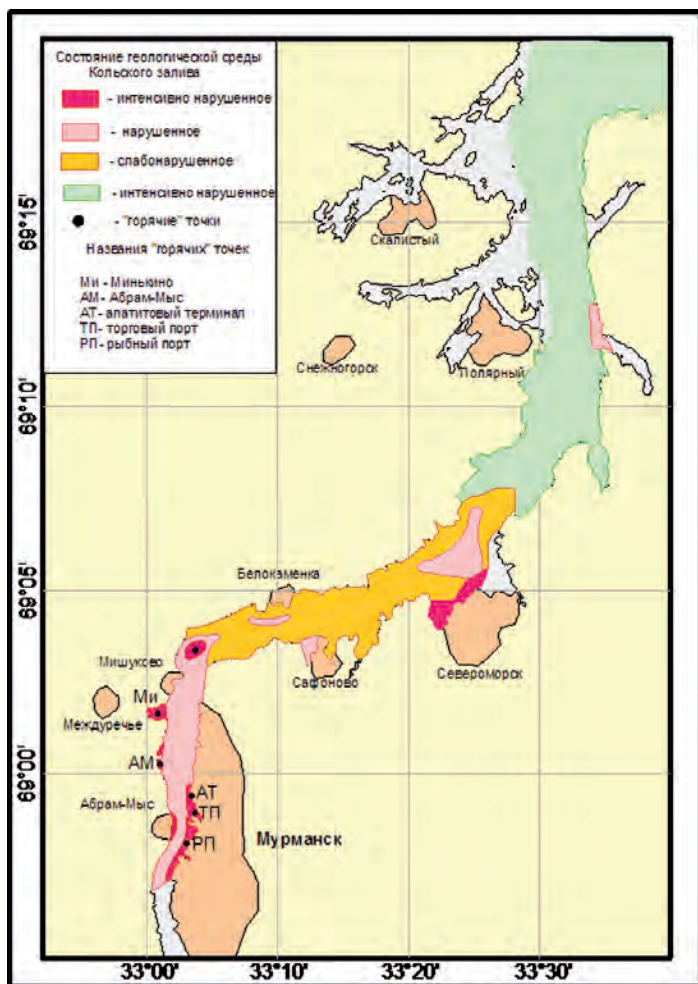 Состояние геологической среды
Кольского залива
- интенсивно нарушенное
- нарушенное
- слабонарушенное
- интенсивно нарушенное
- "горячие" точки
Названия "горячих" точек
Ми - Минькино
АМ- Абрам-Мыс
АТ- апатитовый терминал
ТП- торговый порт
РП- рыбный порт
69°15'
Скалистый
Снежногорск
Полярный
69°10'
Белокаменка
69°05'
Мишуково
Сафоново
Североморск
Ми
Междуречье
АМ
69°00'
АТ
Абрам-Мыс
ТП
Мурманск
РП
33°00'
33°10'
33°20'
33°30'